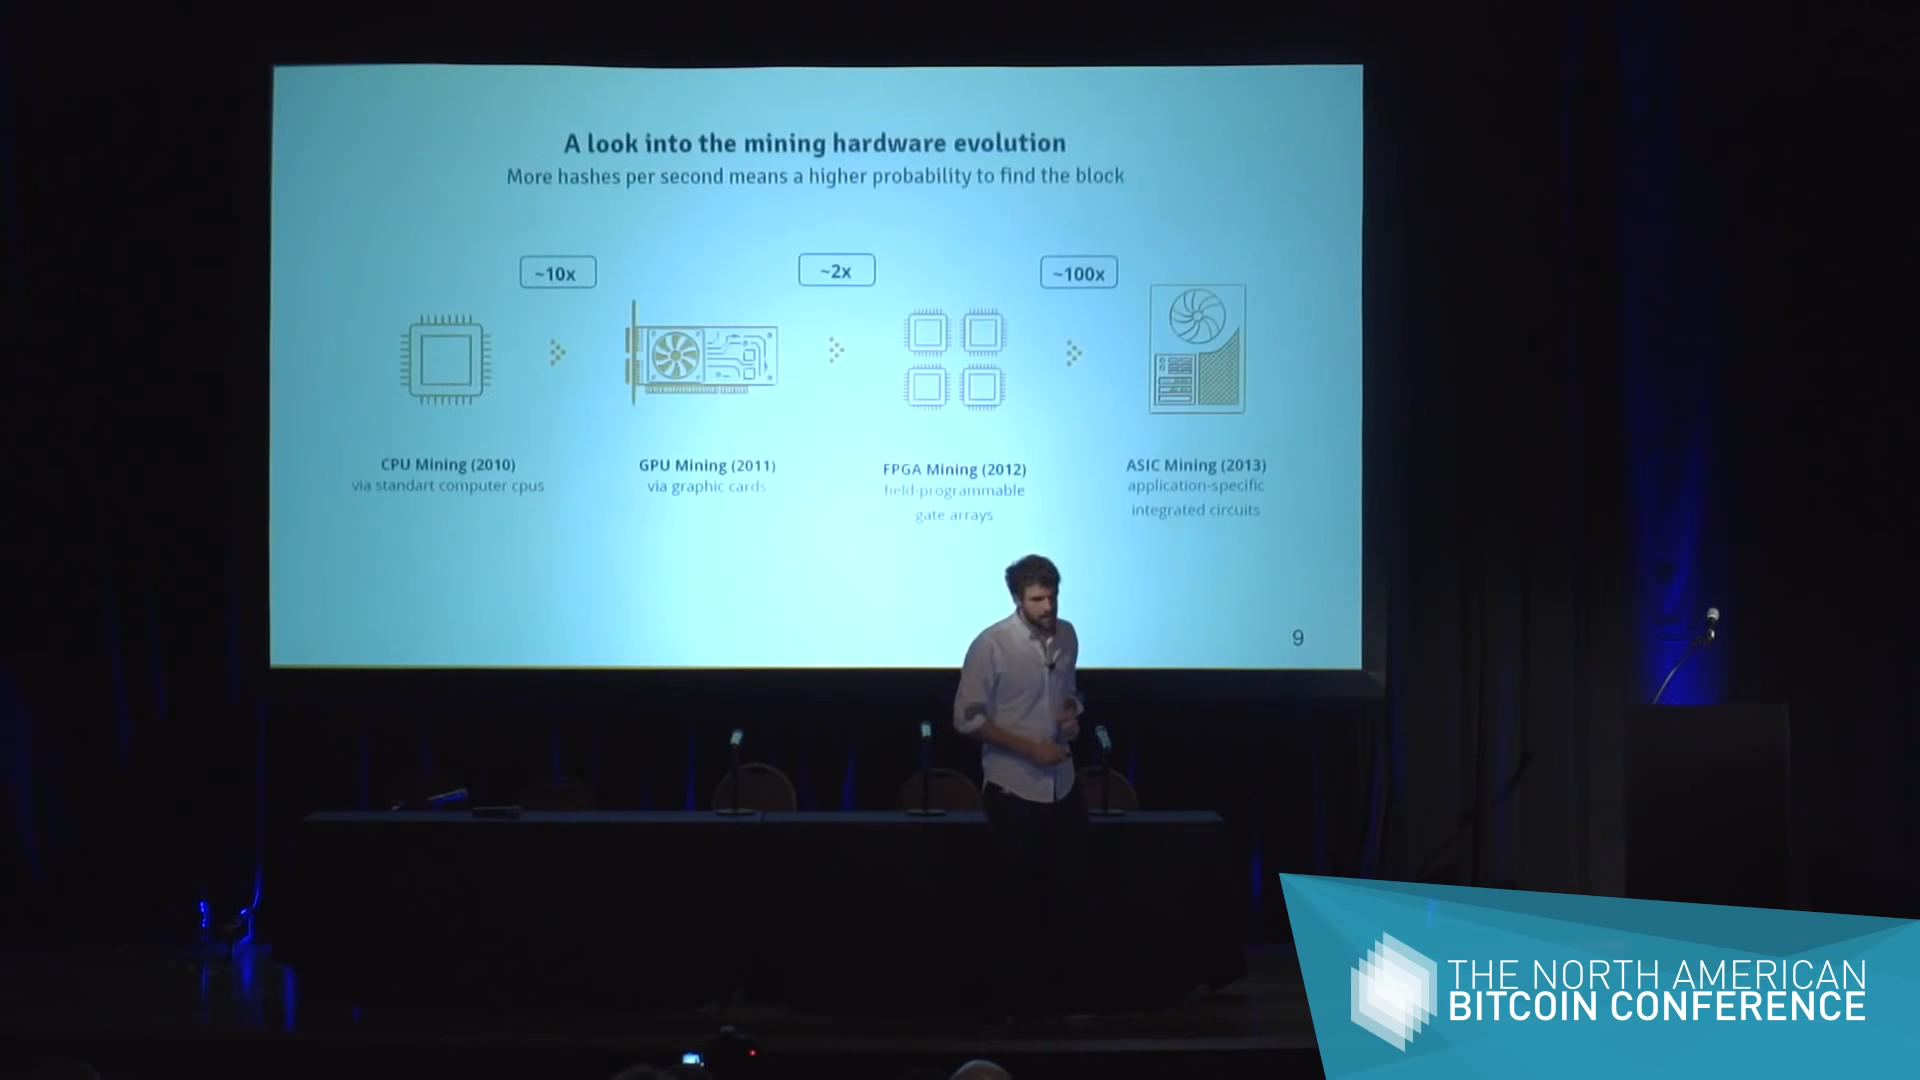 A look into the mining hardware evolution
More hashes per second means a higher probability to find the block
~10x
~2x
~100x
CPU Mining (2010)
via standart computer cpus
GPU Mining (2011)
via graphic cards
FPGA Mining (2012)
field-programmable
gate arrays
ASIC Mining (2013)
application-specific
integrated circuits
9
THE NORTH AMERICAN
BITCOIN CONFERENCE